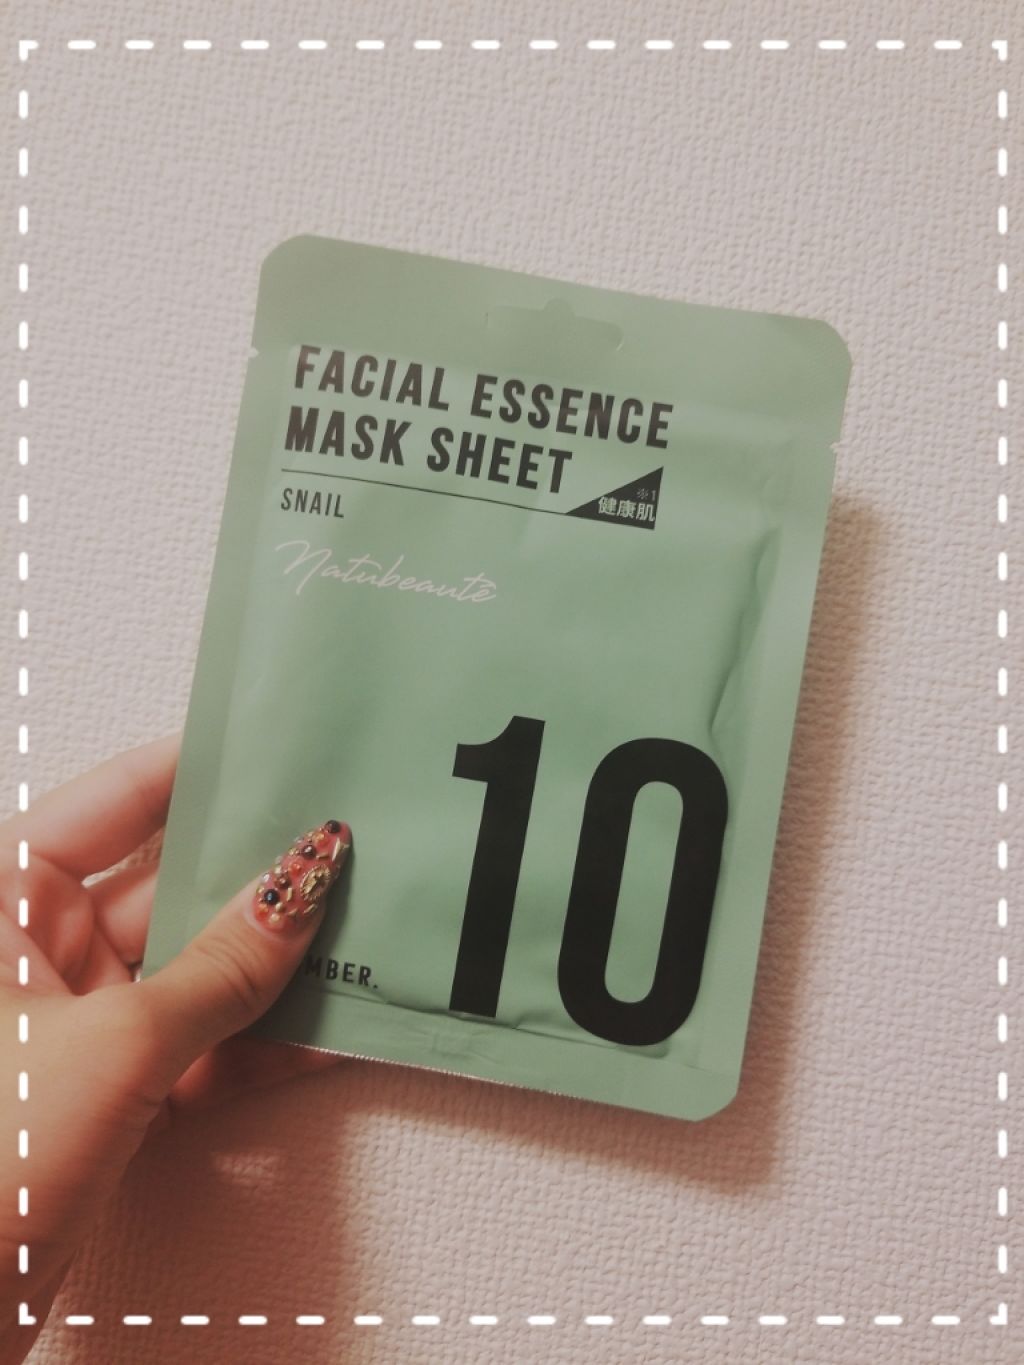 FACIAL ESSENCE
MASK SHEET
※1
健康肌
SNAIL
Natubeauté
MBER.
10